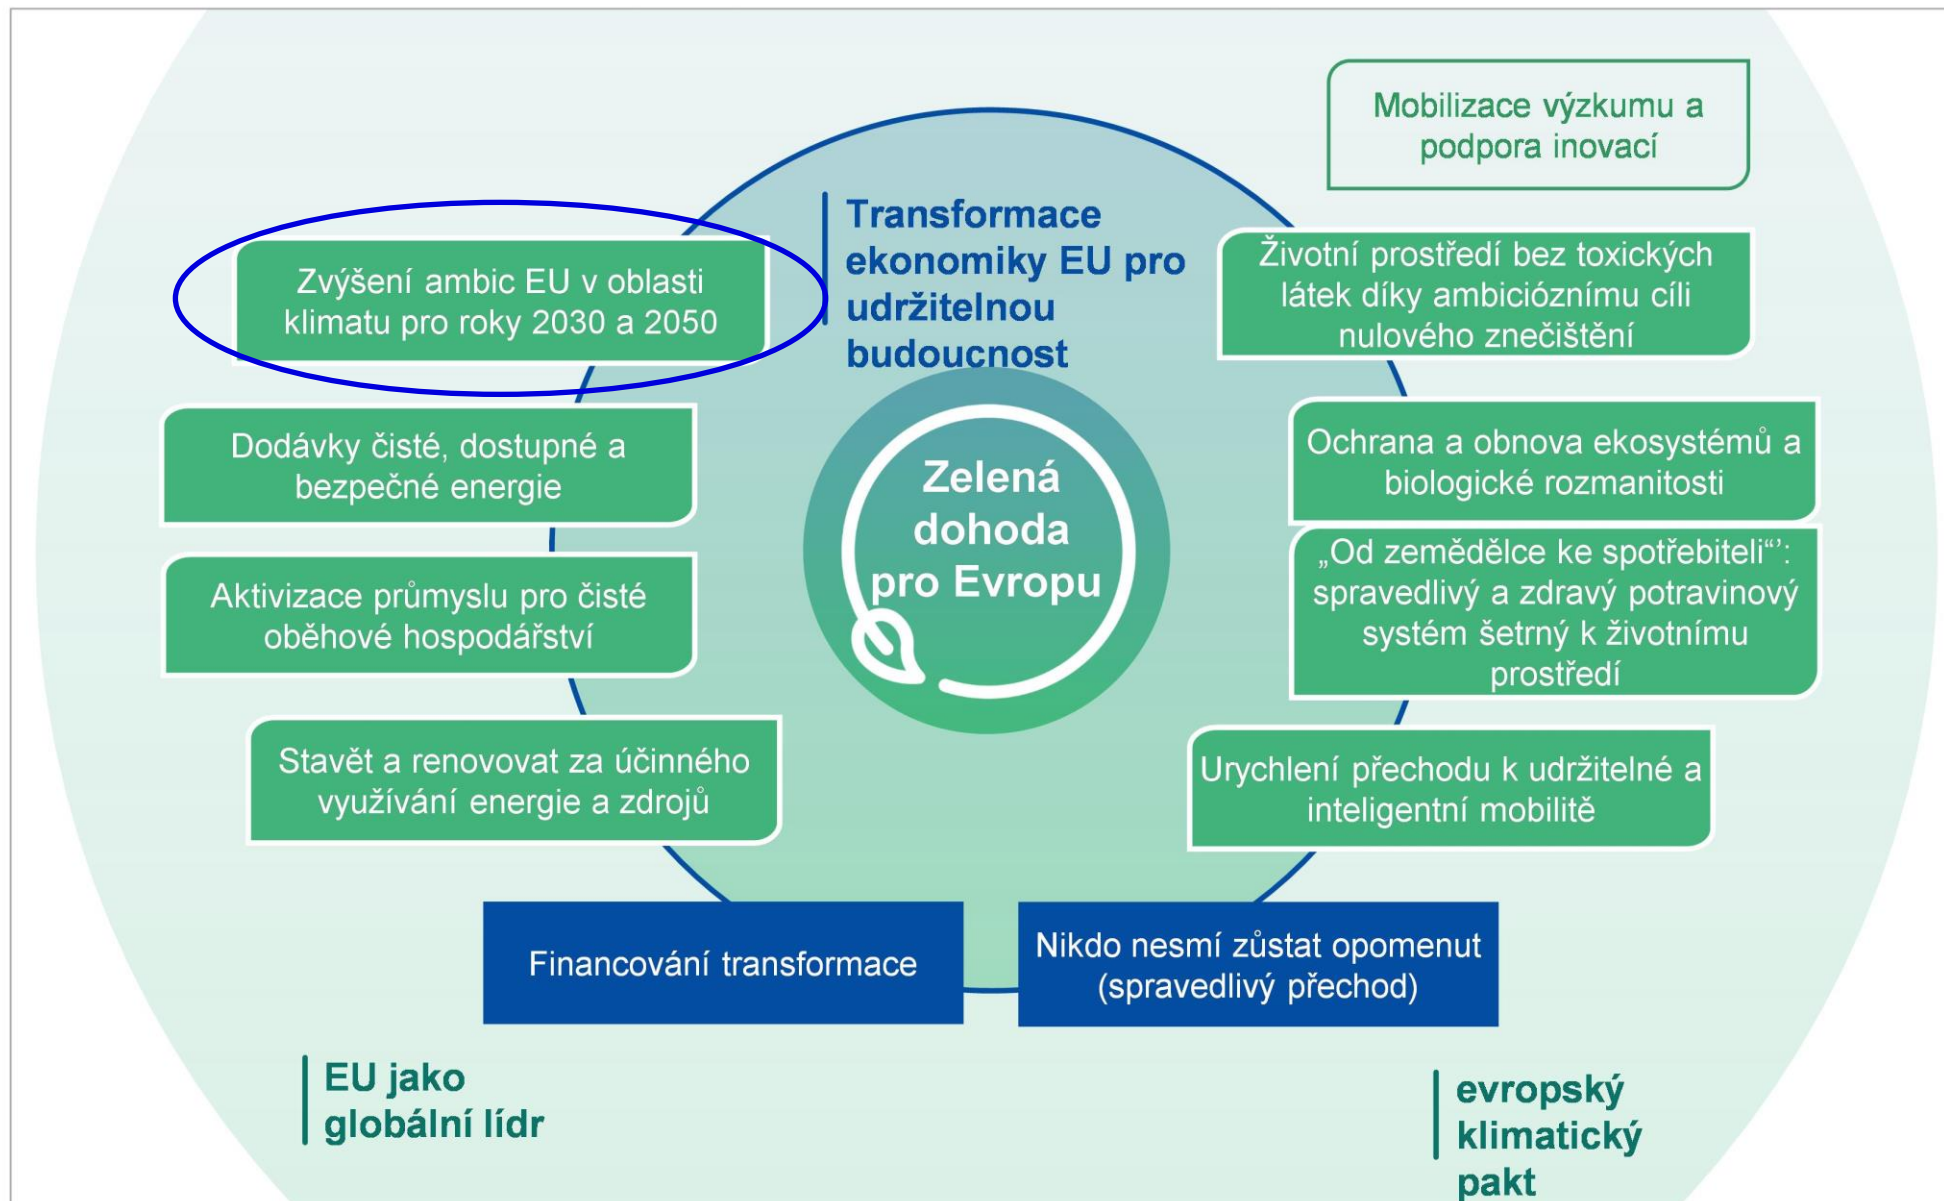 Mobilizace výzkumu a
podpora inovací
Transformace
ekonomiky EU pro
udržitelnou
budoucnost
Zvýšení ambic EU v oblasti
klimatu pro roky 2030 a 2050
Životní prostředí bez toxických
látek díky ambicióznímu cíli
nulového znečištění
Dodávky čisté, dostupné a
bezpečné energie
Ochrana a obnova ekosystémů a
biologické rozmanitosti
Zelená
dohoda
pro Evropu
Aktivizace průmyslu pro čisté
oběhové hospodářství
„Od zemědělce ke spotřebiteli“’:
spravedlivý a zdravý potravinový
systém šetrný k životnímu
prostředí
Stavět a renovovat za účinného
využívání energie a zdrojů
Urychlení přechodu k udržitelné a
inteligentní mobilitě
Financování transformace
Nikdo nesmí zůstat opomenut
(spravedlivý přechod)
EU jako
globální lídr
evropský
klimatický
pakt